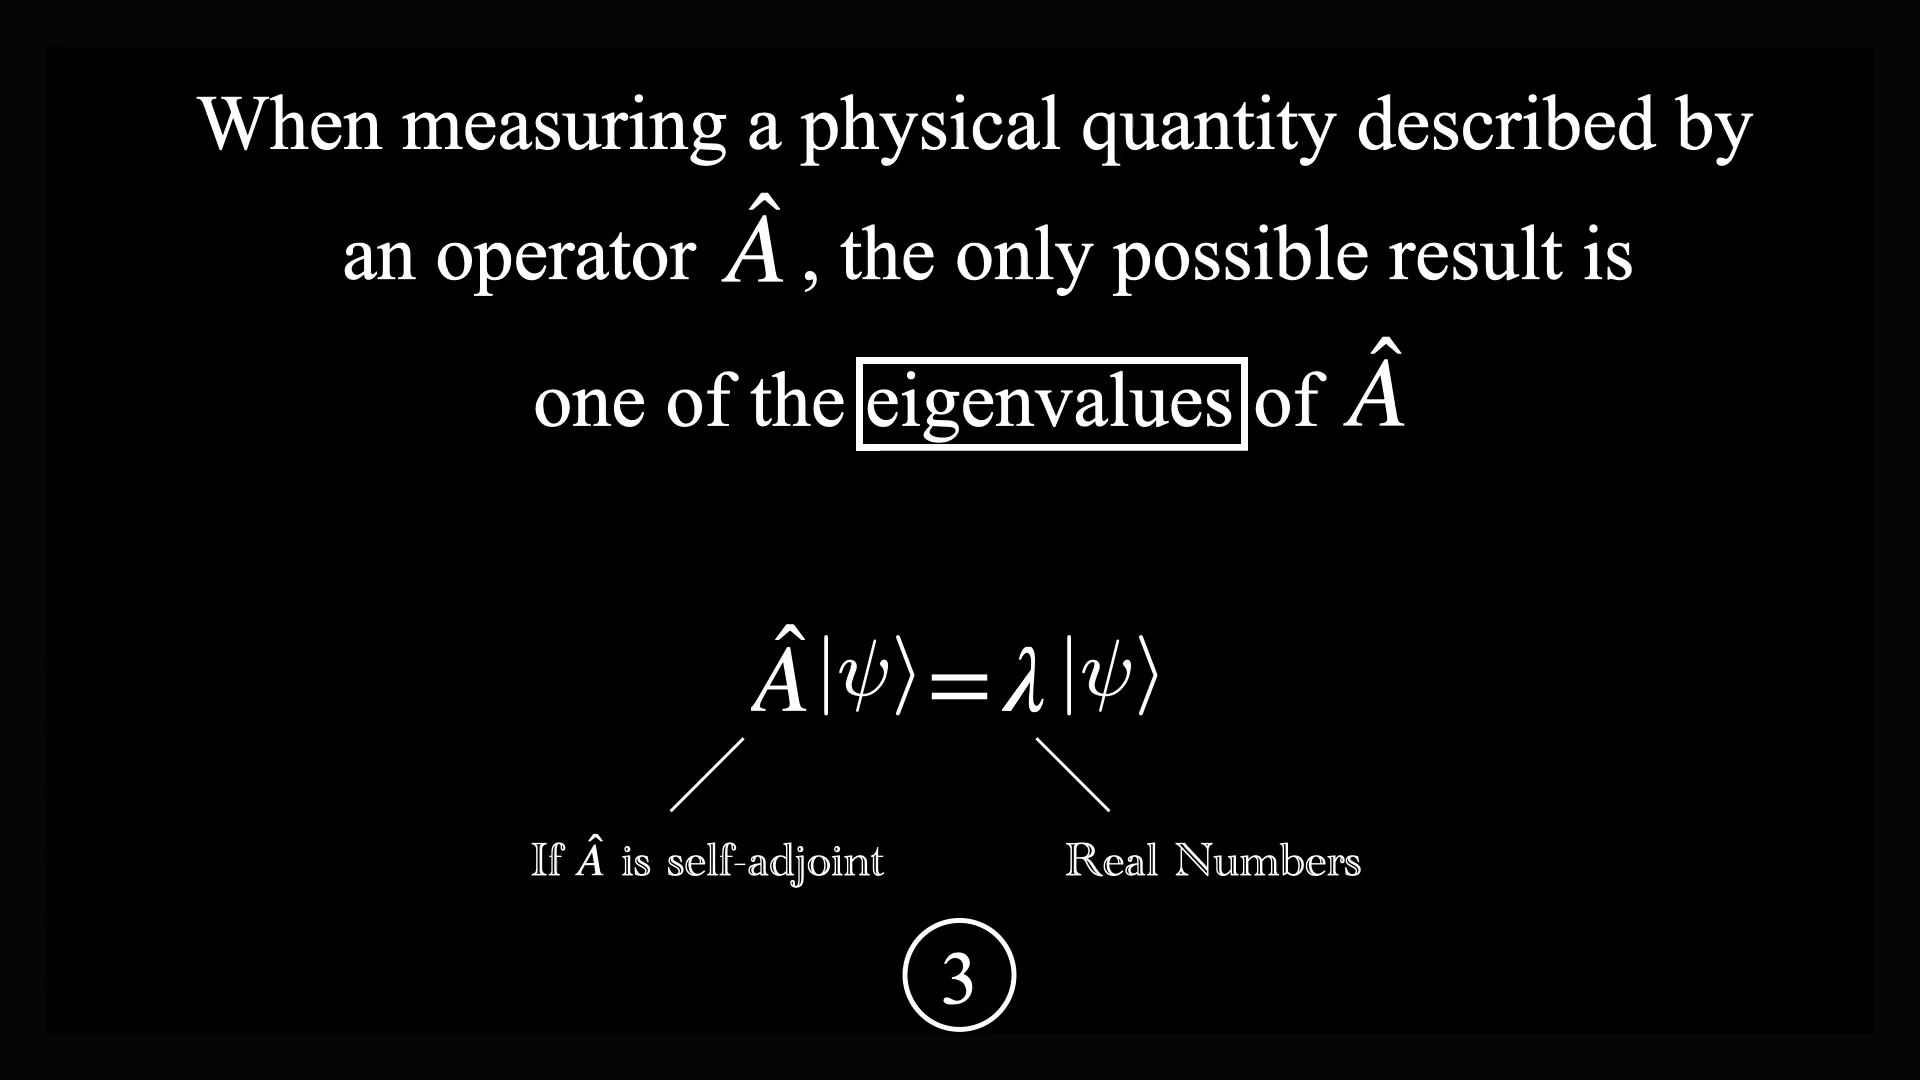 When measuring a physical quantity described by
an operator Â, the only possible result is
one of the eigenvalues of Â
Â|ψ⟩=λ|ψ⟩
If Â is self-adjoint
Real Numbers
3